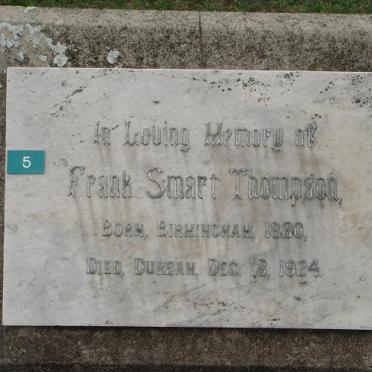 In Loving Memory of
5
Frank Smart Thompson,
Born, Birmingham, 1880,
Died, Durban, Dec. 18, 1924